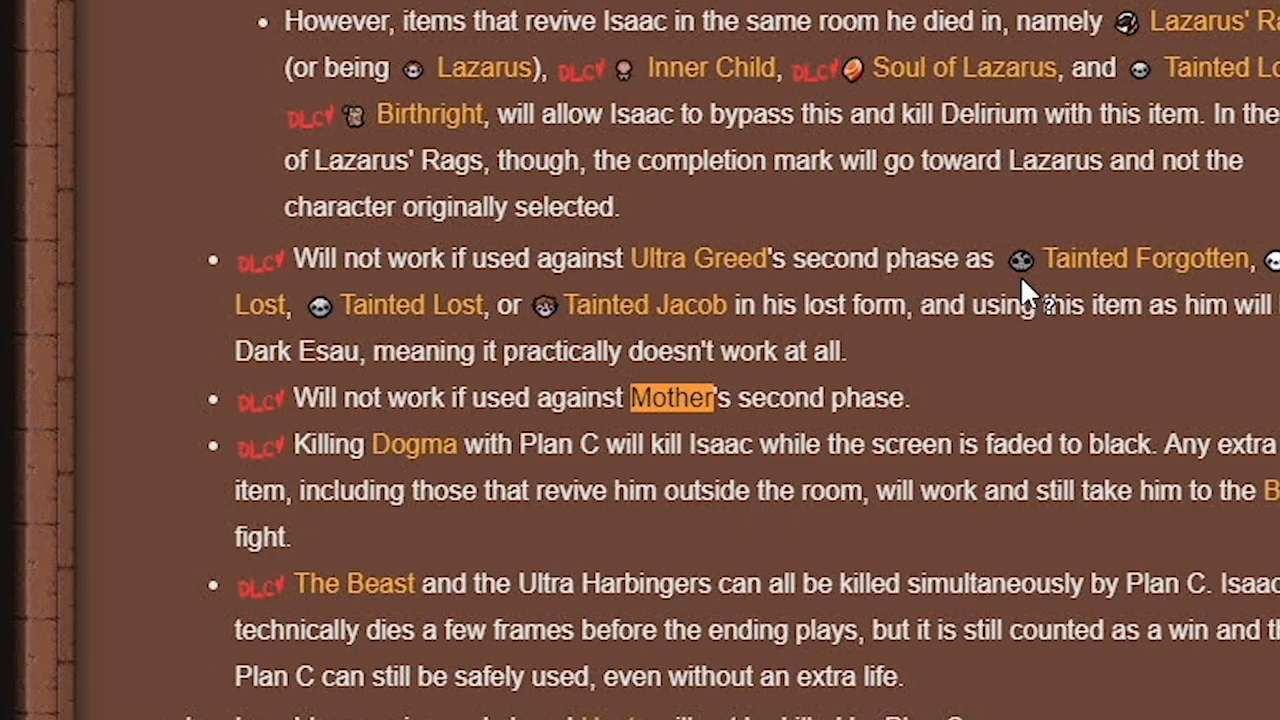 However, items that revive Isaac in the same room he died in, namely Lazarus'
(or being Lazarus), DLC Inner Child, DLC Soul of Lazarus, and Tainted
DLC Birthright, will allow Isaac to bypass this and kill Delirium with this item. In the
of Lazarus' Rags, though, the completion mark will go toward Lazarus and not the
character originally selected.
DLC Will not work if used against Ultra Greed's second phase as Tainted Forgotten,
Lost, Tainted Lost, or Tainted Jacob in his lost form, and using this item as him will
Dark Esau, meaning it practically doesn't work at all.
DLC Will not work if used against Mother's second phase.
DLC Killing Dogma with Plan C will kill Isaac while the screen is faded to black. Any extra
item, including those that revive him outside the room, will work and still take him to the
fight.
DLC The Beast and the Ultra Harbingers can all be killed simultaneously by Plan C. Isaac
technically dies a few frames before the ending plays, but it is still counted as a win and
Plan C can still be safely used, even without an extra life.